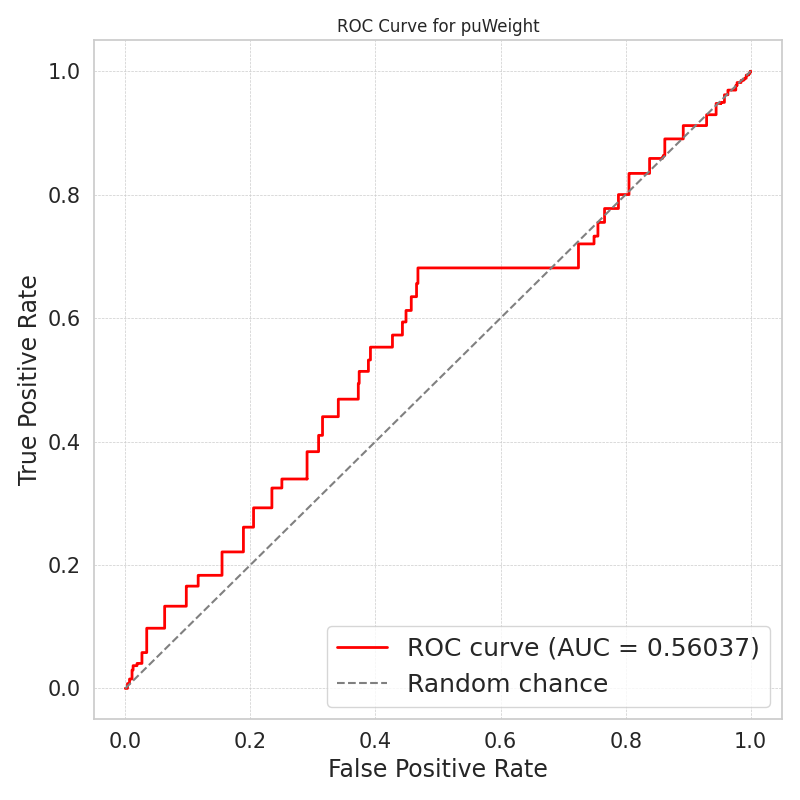 ROC Curve for puWeight
True Positive Rate
1.0
0.8
0.6
0.4
0.2
0.0
ROC curve (AUC = 0.56037)
Random chance
0.0 0.2 0.4 0.6 0.8 1.0
False Positive Rate